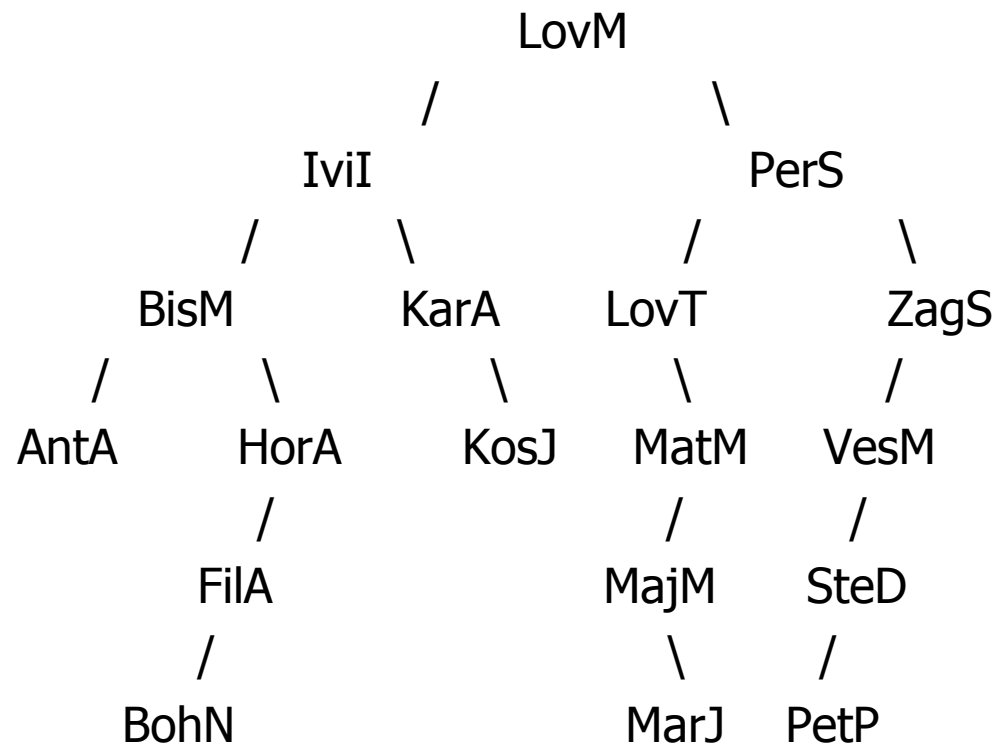 LovM
/ \
IviI PerS
/ \ / \
BisM KarA LovT ZagS
/ \ \ \ /
AntA HorA KosJ MatM VesM
/ / /
FilA MajM SteD
/ \ /
BohN MarJ PetP